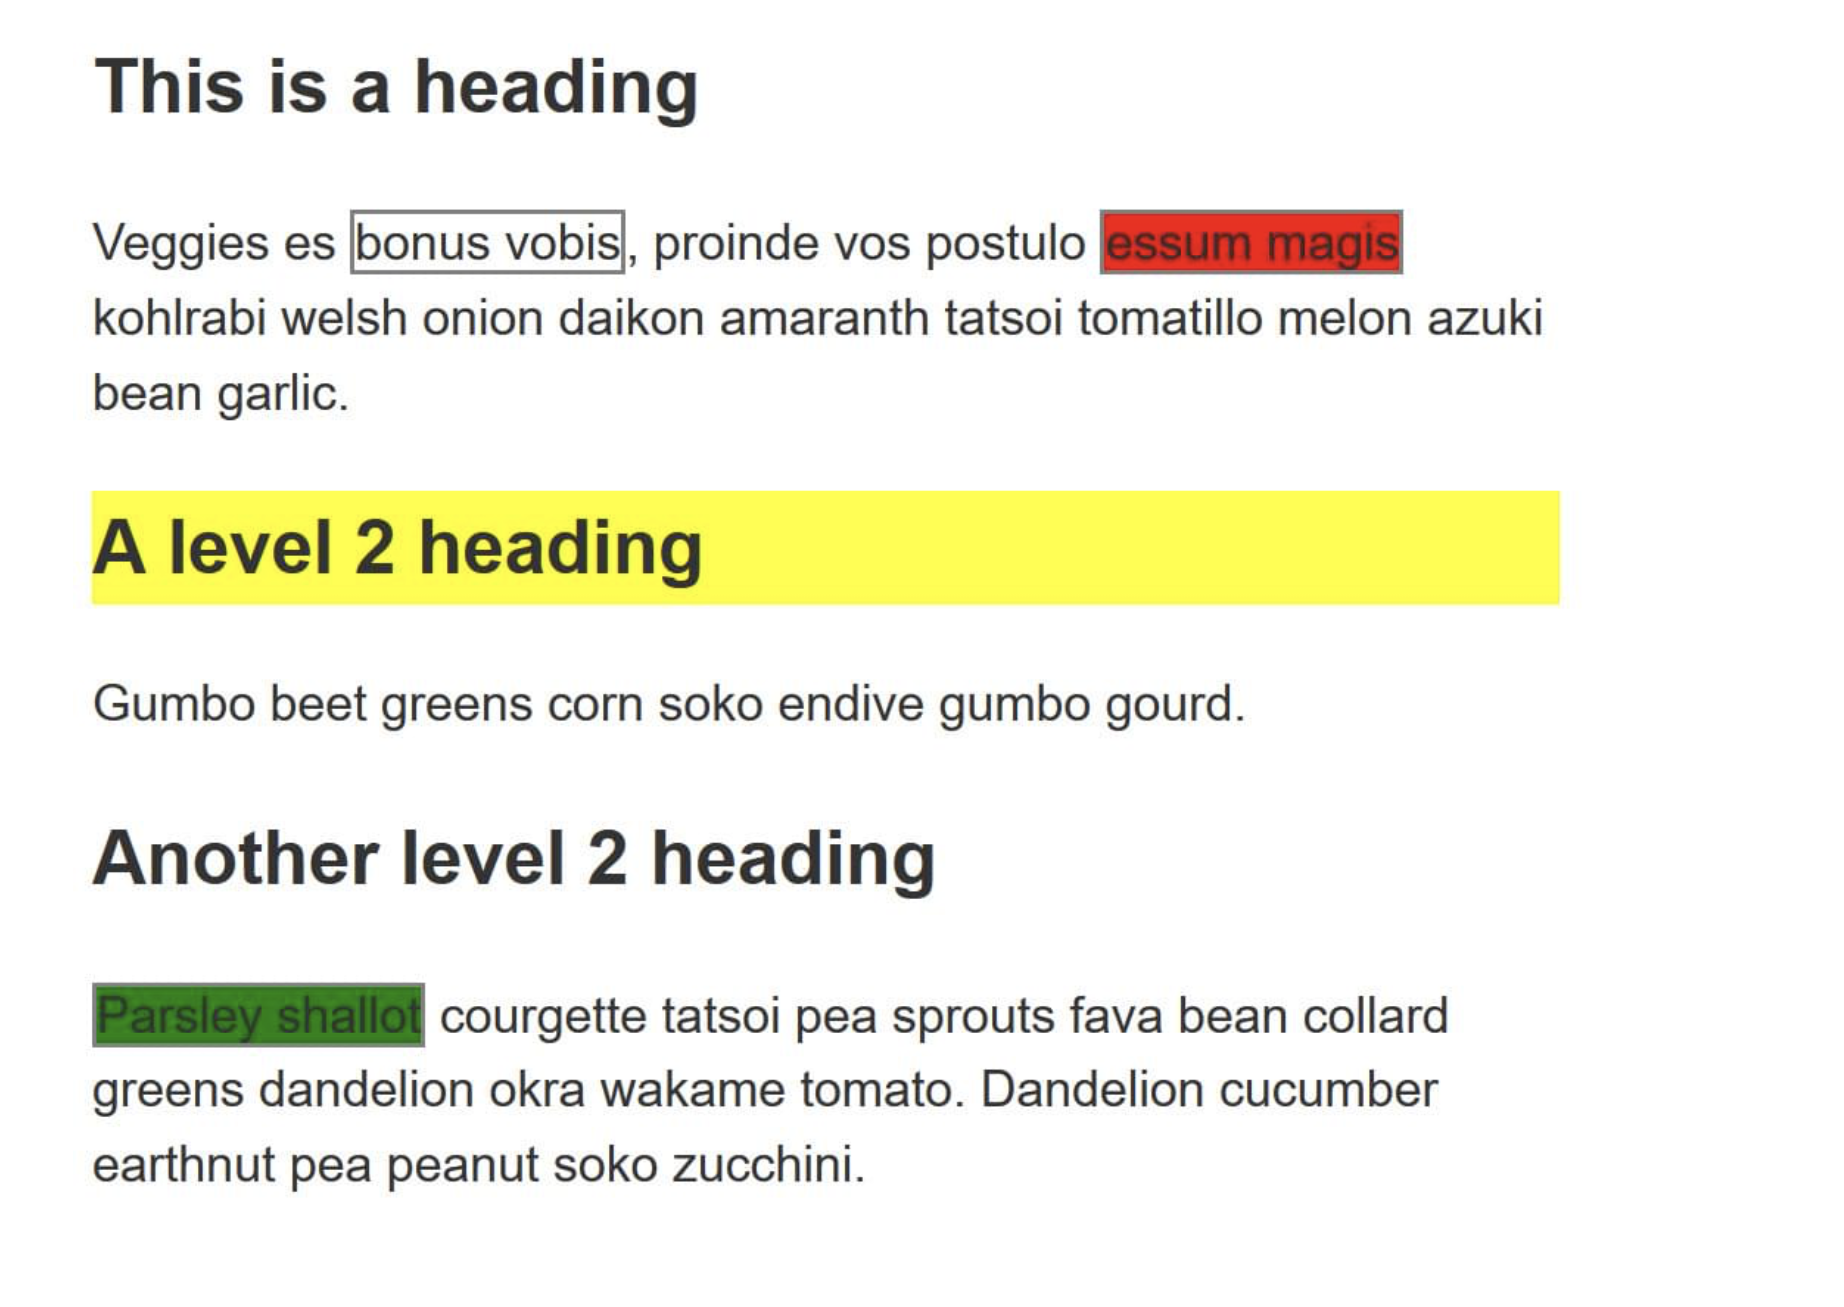 This is a heading
Veggies es bonus vobis, proinde vos postulo essum magis
kohlrabi welsh onion daikon amaranth tatsoi tomatillo melon azuki
bean garlic.
A level 2 heading
Gumbo beet greens corn soko endive gumbo gourd.
Another level 2 heading
Parsley shallot courgette tatsoi pea sprouts fava bean collard
greens dandelion okra wakame tomato. Dandelion cucumber
earthnut pea peanut soko zucchini.